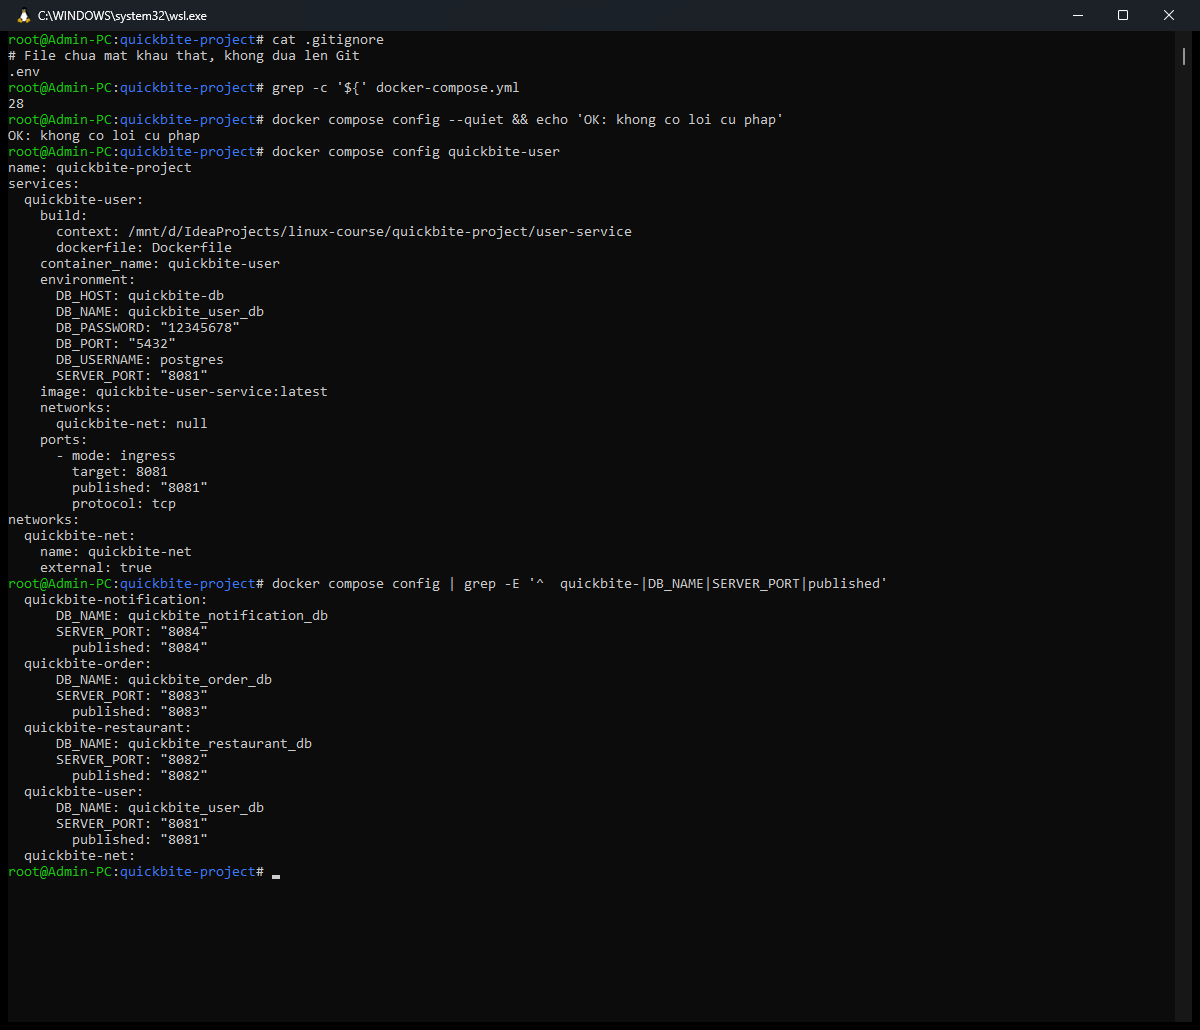 C:\WINDOWS\system32\wsl.exe
root@Admin-PC:quickbite-project# cat .gitignore
# File chua mat khau that, khong dua len Git
.env
root@Admin-PC:quickbite-project# grep -c '${' docker-compose.yml
28
root@Admin-PC:quickbite-project# docker compose config --quiet && echo 'OK: khong co loi cu phap'
OK: khong co loi cu phap
root@Admin-PC:quickbite-project# docker compose config quickbite-user
name: quickbite-project
services:
  quickbite-user:
    build:
      context: /mnt/d/IdeaProjects/linux-course/quickbite-project/user-service
      dockerfile: Dockerfile
    container_name: quickbite-user
    environment:
      DB_HOST: quickbite-db
      DB_NAME: quickbite_user_db
      DB_PASSWORD: "12345678"
      DB_PORT: "5432"
      DB_USERNAME: postgres
      SERVER_PORT: "8081"
    image: quickbite-user-service:latest
    networks:
      quickbite-net: null
    ports:
      - mode: ingress
        target: 8081
        published: "8081"
        protocol: tcp
networks:
  quickbite-net:
    name: quickbite-net
    external: true
root@Admin-PC:quickbite-project# docker compose config | grep -E '^  quickbite-|DB_NAME|SERVER_PORT|published'
  quickbite-notification:
      DB_NAME: quickbite_notification_db
      SERVER_PORT: "8084"
        published: "8084"
  quickbite-order:
      DB_NAME: quickbite_order_db
      SERVER_PORT: "8083"
        published: "8083"
  quickbite-restaurant:
      DB_NAME: quickbite_restaurant_db
      SERVER_PORT: "8082"
        published: "8082"
  quickbite-user:
      DB_NAME: quickbite_user_db
      SERVER_PORT: "8081"
        published: "8081"
  quickbite-net:
root@Admin-PC:quickbite-project#